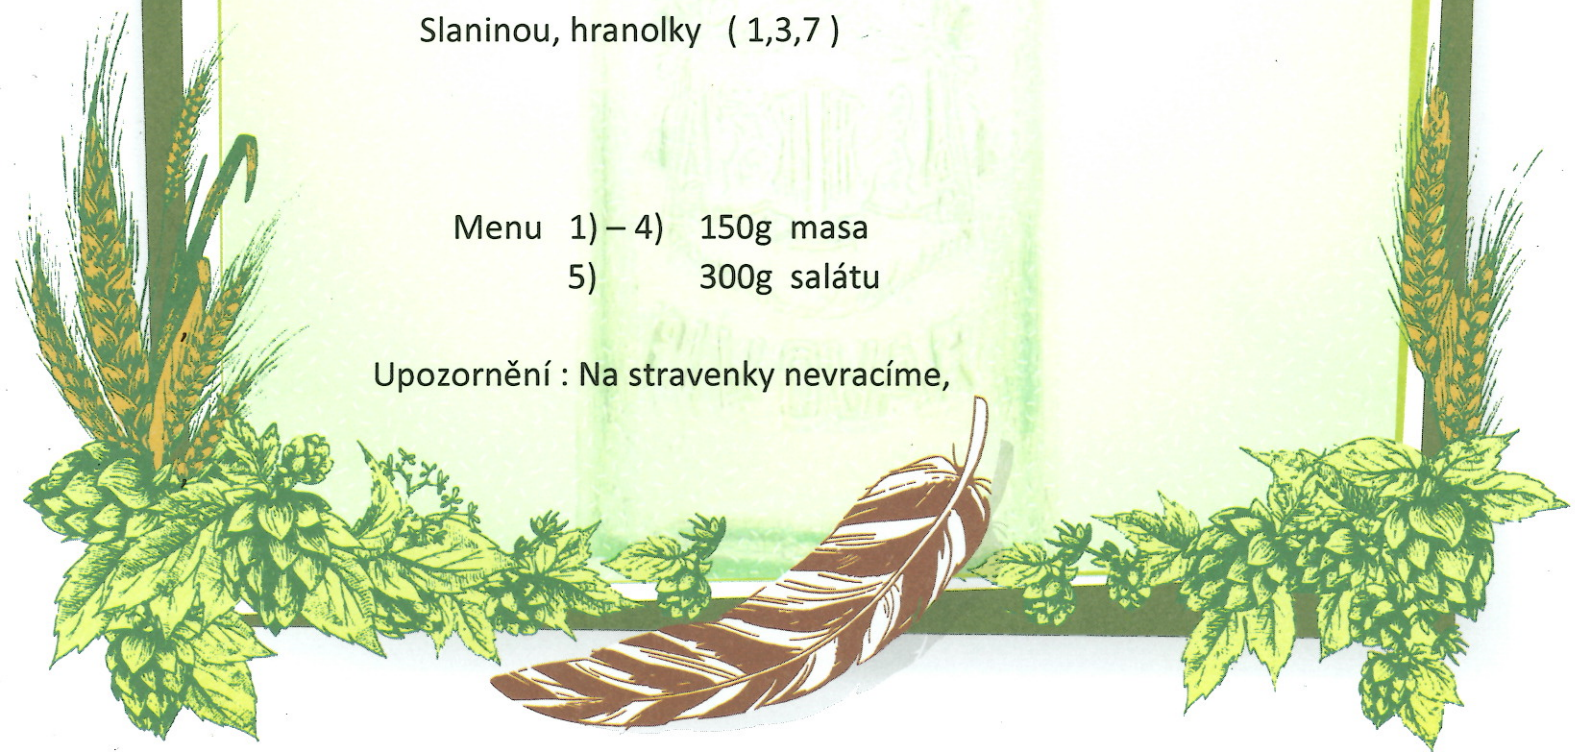 Slaninou, hranolky ( 1,3,7 )
Menu 1) – 4) 150g masa
5) 300g salátu
Upozornění : Na stravenky nevracíme,